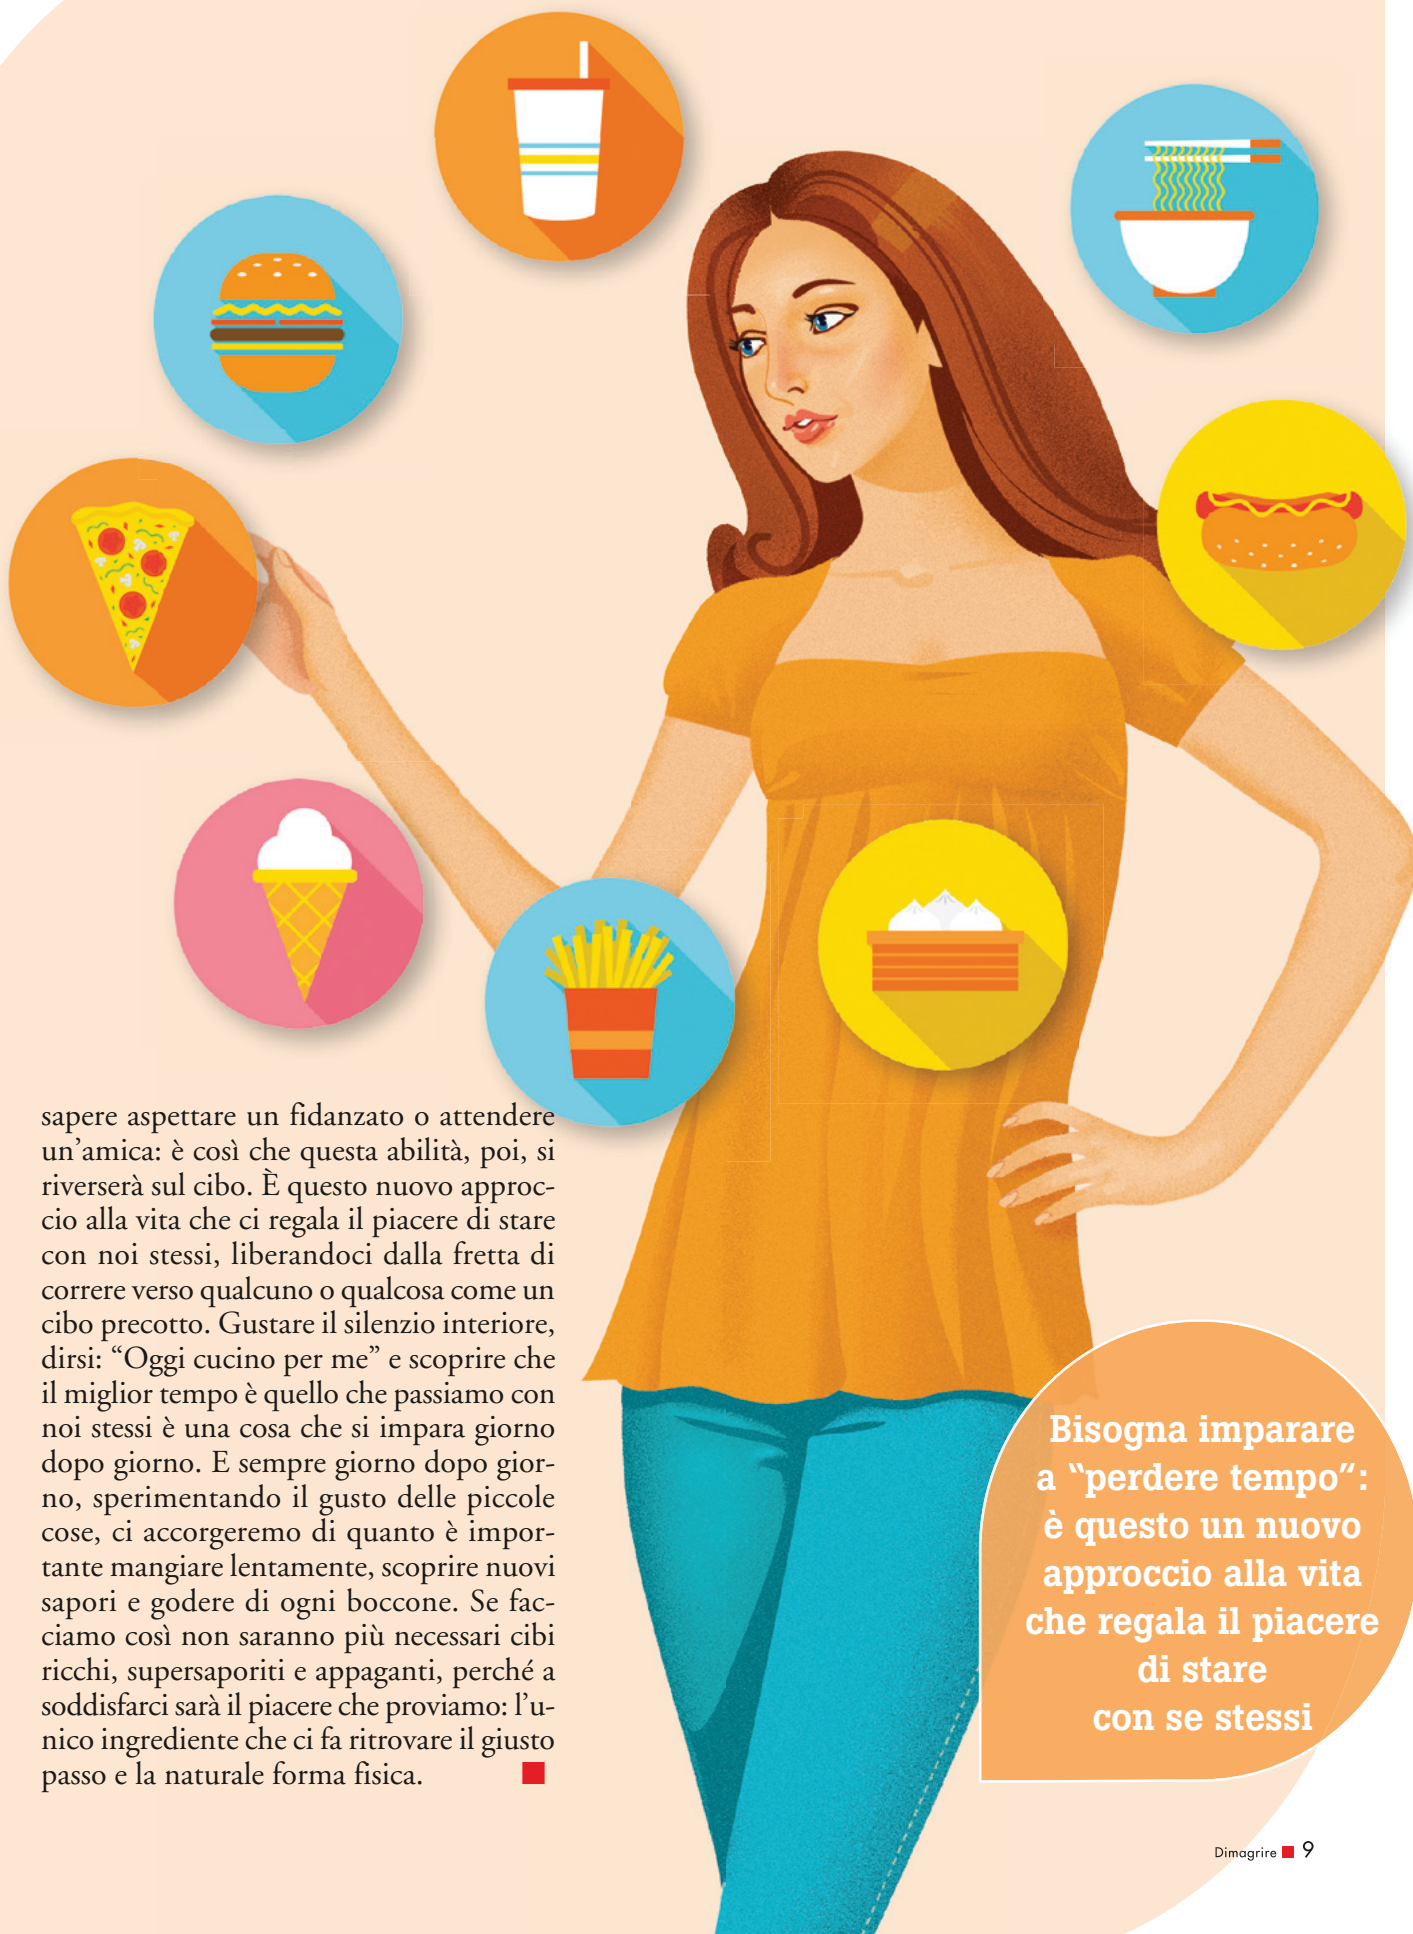 sapere aspettare un fidanzato o attendere
un'amica: è così che questa abilità, poi, si
riverserà sul cibo. È questo nuovo approc-
cio alla vita che ci regala il piacere di stare
con noi stessi, liberandoci dalla fretta di
correre verso qualcuno o qualcosa come un
cibo precotto. Gustare il silenzio interiore,
dirsi: “Oggi cucino per me” e scoprire che
il miglior tempo è quello che passiamo con
noi stessi è una cosa che si impara giorno
dopo giorno. E sempre giorno dopo gior-
no, sperimentando il gusto delle piccole
cose, ci accorgeremo di quanto è impor-
tante mangiare lentamente, scoprire nuovi
sapori e godere di ogni boccone. Se fac-
ciamo così non saranno più necessari cibi
ricchi, supersaporiti e appaganti, perché a
soddisfarci sarà il piacere che proviamo: l'u-
nico ingrediente che ci fa ritrovare il giusto
passo e la naturale forma fisica.
Bisogna imparare
a “perdere tempo”:
è questo un nuovo
approccio alla vita
che regala il piacere
di stare
con se stessi
Dimagrire ■ 9